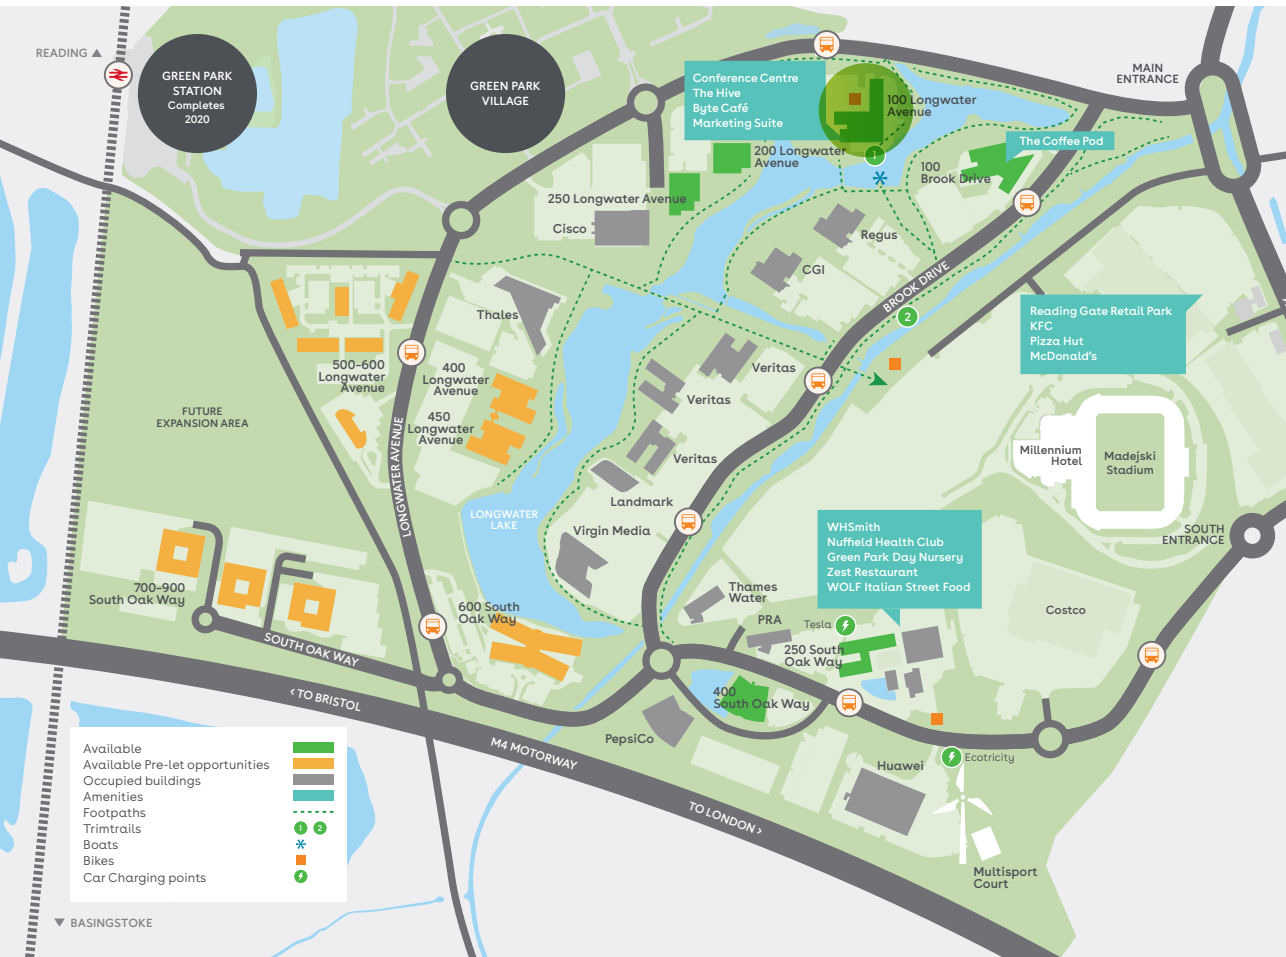 READING
GREEN PARK
STATION
Completes
2020
GREEN PARK
VILLAGE
MAIN
ENTRANCE
Conference Centre
The Hive
Byte Café
Marketing Suite
100 Longwater
Avenue
The Coffee Pod
200 Longwater
Avenue
1
100
Brook Drive
250 Longwater Avenue
Cisco
Regus
CGI
BROOK DRIVE
2
Thales
Reading Gate Retail Park
KFC
Pizza Hut
McDonald's
500-600
Longwater
Avenue
400
Longwater
Avenue
450
Longwater
Avenue
Veritas
Veritas
Veritas
FUTURE
EXPANSION AREA
LONGWATER AVENUE
Millennium
Hotel
Madejski
Stadium
Landmark
LONGWATER
LAKE
Virgin Media
SOUTH
ENTRANCE
WHSmith
Nuffield Health Club
Green Park Day Nursery
Zest Restaurant
WOLF Italian Street Food
700-900
South Oak Way
600 South
Oak Way
Thames
Water
PRA
Tesla
Costco
250 South
Oak Way
SOUTH OAK WAY
‹ TO BRISTOL
400
South Oak Way
PepsiCo
M4 MOTORWAY
Huawei
Ecotricity
TO LONDON ›
Multisport
Court
Available
Available Pre-let opportunities
Occupied buildings
Amenities
Footpaths
Trimtrails
1 2
Boats
Bikes
Car Charging points
BASINGSTOKE